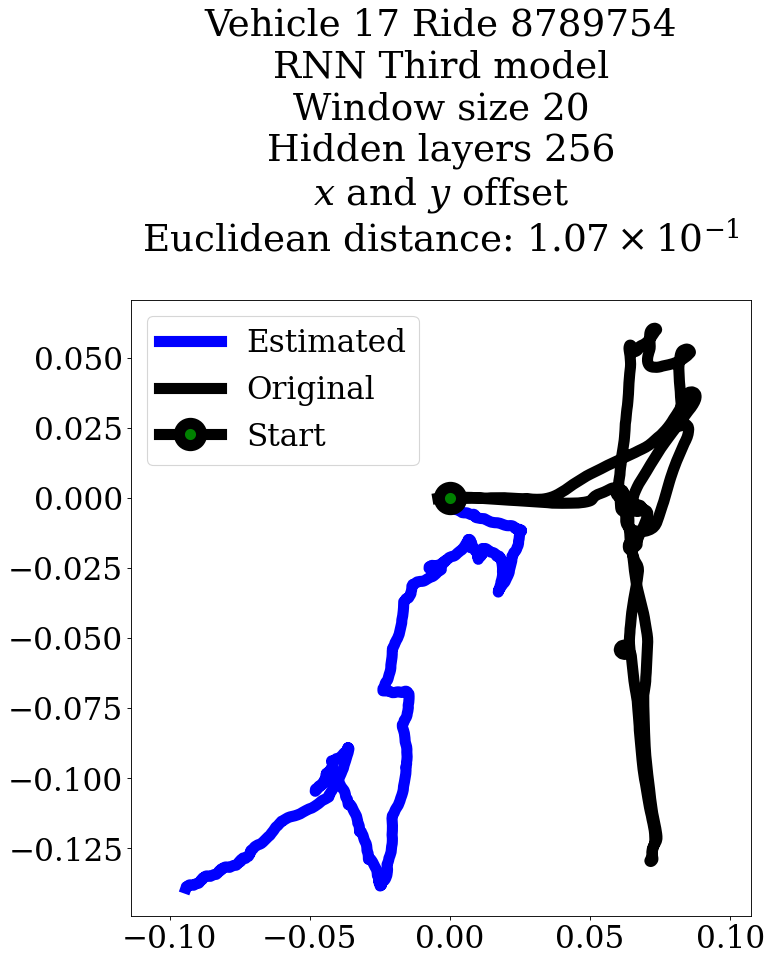 Vehicle 17 Ride 8789754
RNN Third model
Window size 20
Hidden layers 256
x and y offset
Euclidean distance: 1.07 × 10⁻¹
Estimated
Original
Start
0.050
0.025
0.000
−0.025
−0.050
−0.075
−0.100
−0.125
−0.10 −0.05 0.00 0.05 0.10